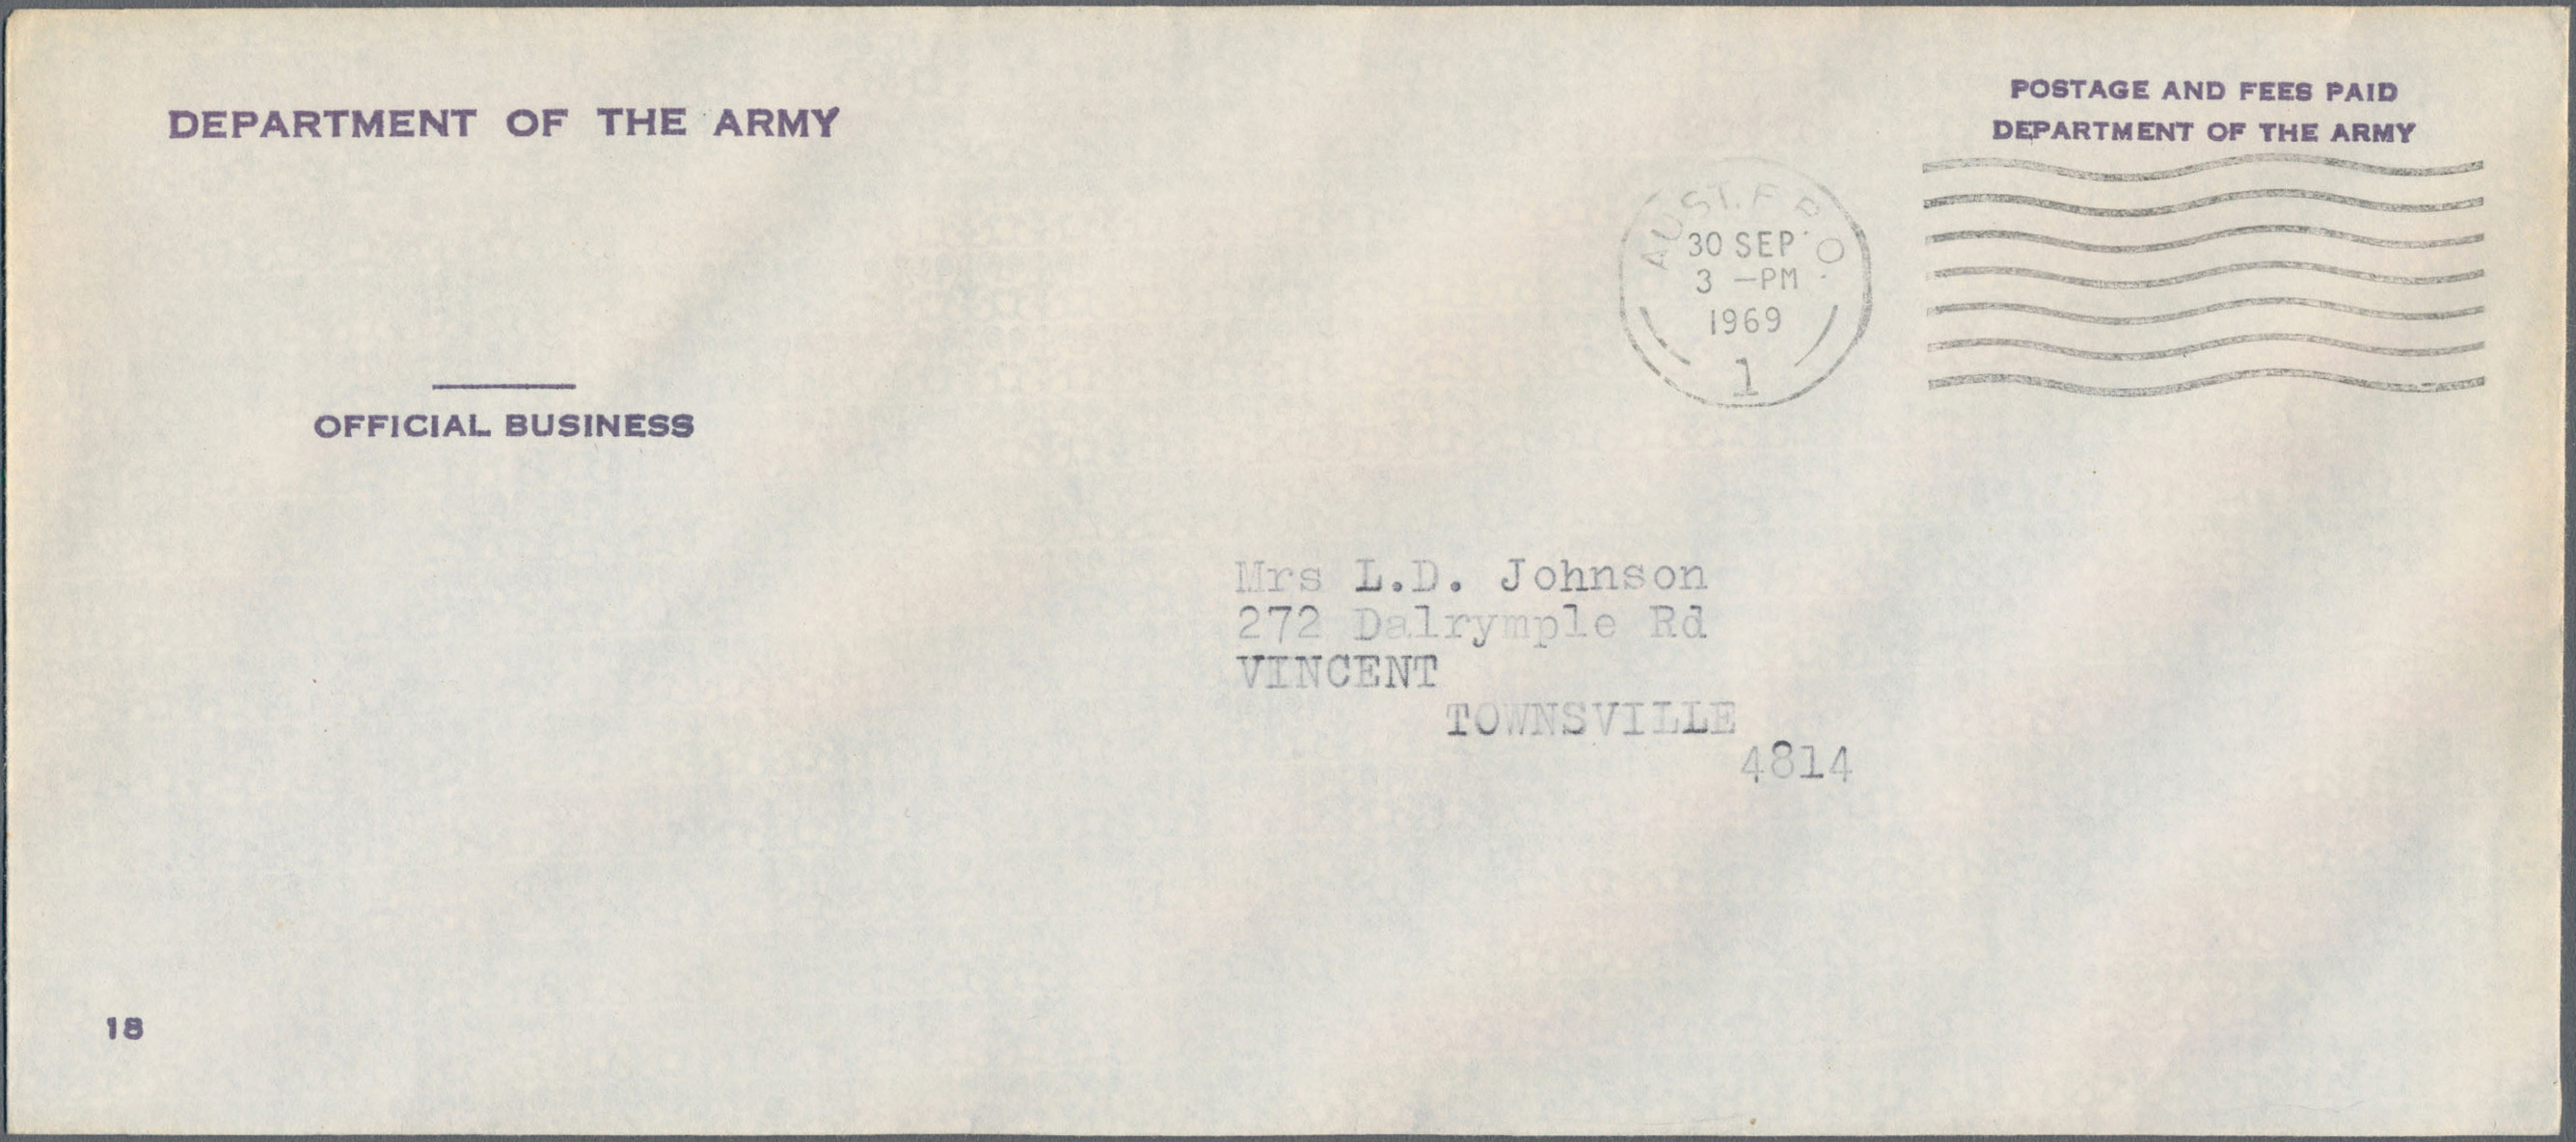 DEPARTMENT OF THE ARMY
POSTAGE AND FEES PAID
DEPARTMENT OF THE ARMY
AUST. F.P.O.
30 SEP
3 -PM
1969
1
OFFICIAL BUSINESS
Mrs L.D. Johnson
272 Dalrymple Rd
VINCENT
TOWNSVILLE
4814
18